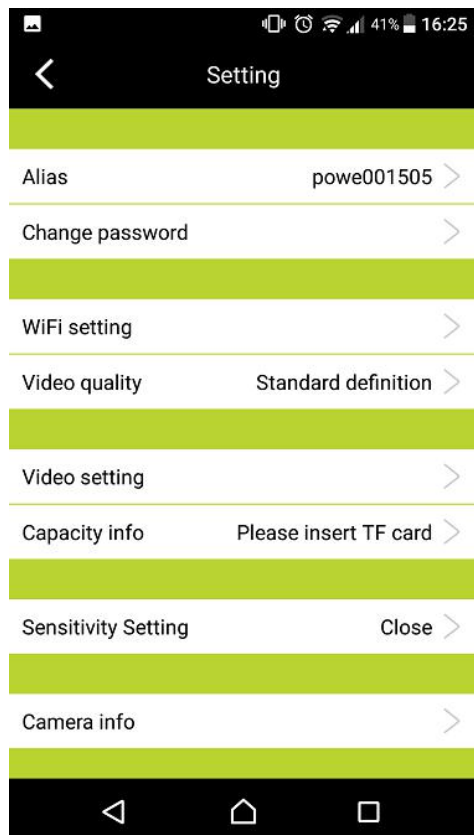 41% 16:25
Setting
Alias powe001505
Change password
WiFi setting
Video quality Standard definition
Video setting
Capacity info Please insert TF card
Sensitivity Setting Close
Camera info